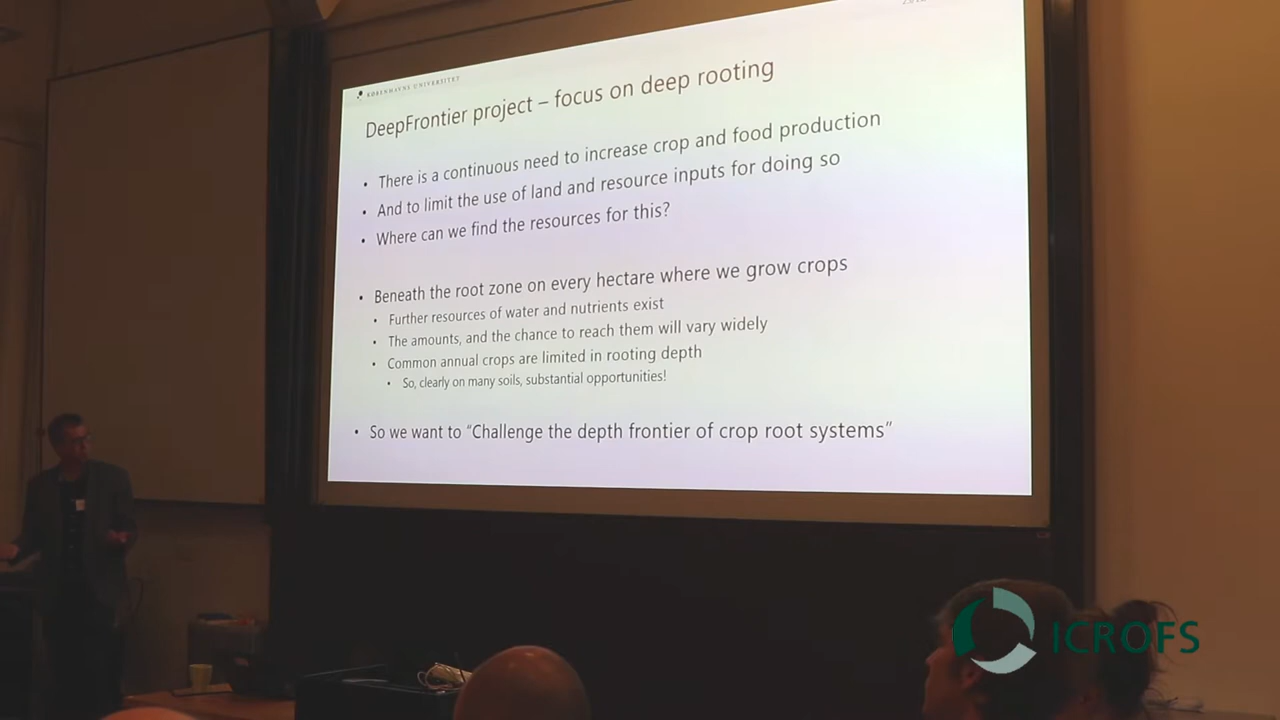 KØBENHAVNS UNIVERSITET
DeepFrontier project – focus on deep rooting
• There is a continuous need to increase crop and food production
• And to limit the use of land and resource inputs for doing so
• Where can we find the resources for this?
• Beneath the root zone on every hectare where we grow crops
• Further resources of water and nutrients exist
• The amounts, and the chance to reach them will vary widely
• Common annual crops are limited in rooting depth
• So, clearly on many soils, substantial opportunities!
• So we want to “Challenge the depth frontier of crop root systems”
ICROFS